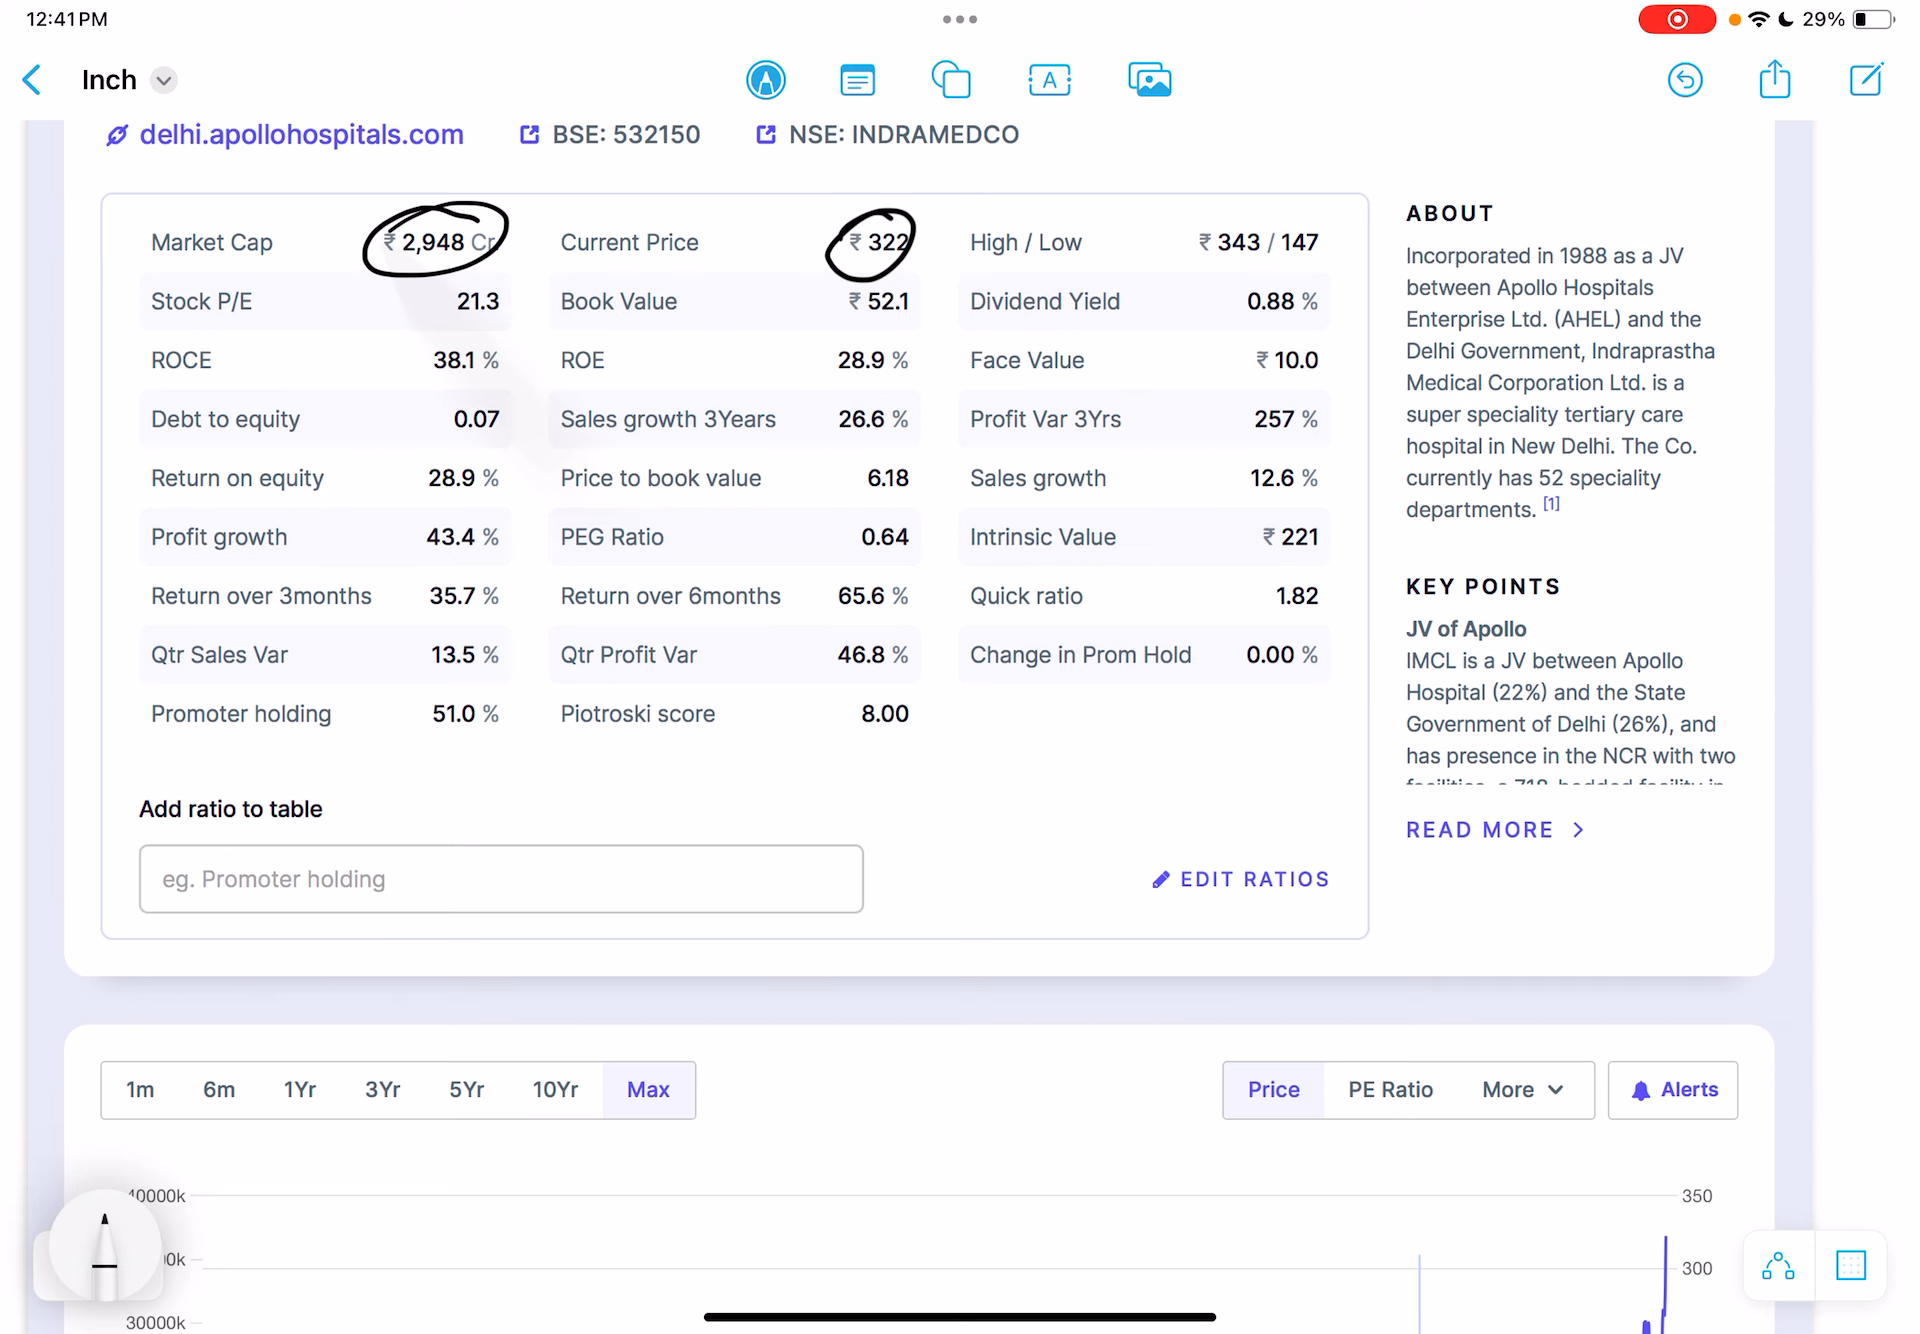 12:41 PM
29%
Inch
delhi.apollohospitals.com BSE: 532150 NSE: INDRAMEDCO
Market Cap ₹ 2,948 Cr.
Current Price ₹ 322
High / Low ₹ 343 / 147
Stock P/E 21.3
Book Value ₹ 52.1
Dividend Yield 0.88 %
ROCE 38.1 %
ROE 28.9 %
Face Value ₹ 10.0
Debt to equity 0.07
Sales growth 3Years 26.6 %
Profit Var 3Yrs 257 %
Return on equity 28.9 %
Price to book value 6.18
Sales growth 12.6 %
Profit growth 43.4 %
PEG Ratio 0.64
Intrinsic Value ₹ 221
Return over 3months 35.7 %
Return over 6months 65.6 %
Quick ratio 1.82
Qtr Sales Var 13.5 %
Qtr Profit Var 46.8 %
Change in Prom Hold 0.00 %
Promoter holding 51.0 %
Piotroski score 8.00
Add ratio to table
eg. Promoter holding
EDIT RATIOS
ABOUT
Incorporated in 1988 as a JV
between Apollo Hospitals
Enterprise Ltd. (AHEL) and the
Delhi Government, Indraprastha
Medical Corporation Ltd. is a
super speciality tertiary care
hospital in New Delhi. The Co.
currently has 52 speciality
departments. [1]
KEY POINTS
JV of Apollo
IMCL is a JV between Apollo
Hospital (22%) and the State
Government of Delhi (26%), and
has presence in the NCR with two
READ MORE
1m 6m 1Yr 3Yr 5Yr 10Yr Max
Price PE Ratio More Alerts
40000k 350
300
30000k